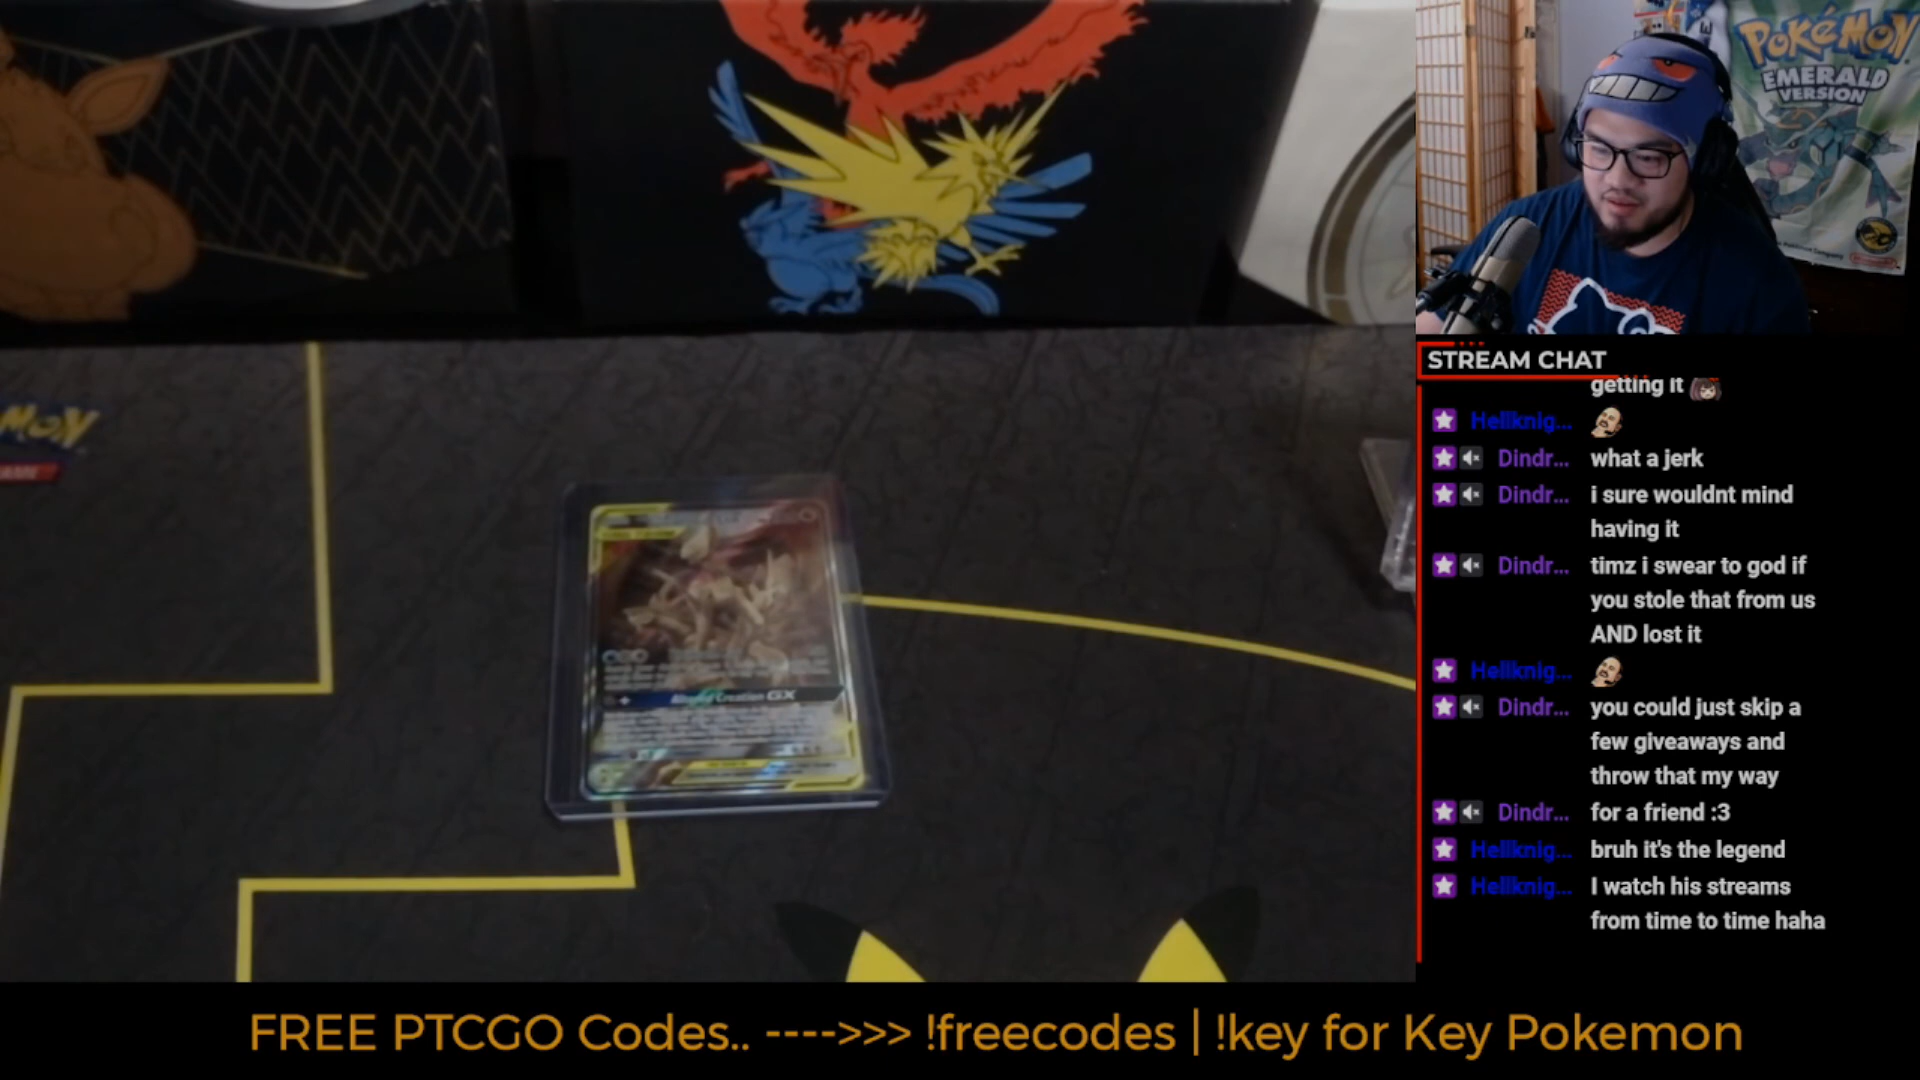 POKéMON
EMERALD
VERSION
STREAM CHAT
getting it
Hellknig...
Dindr... what a jerk
Dindr... i sure wouldnt mind
having it
Dindr... timz i swear to god if
you stole that from us
AND lost it
Hellknig...
Dindr... you could just skip a
few giveaways and
throw that my way
Dindr... for a friend :3
Hellknig... bruh it's the legend
Hellknig... I watch his streams
from time to time haha
Creation GX
FREE PTCGO Codes.. ---->>> !freecodes | !key for Key Pokemon